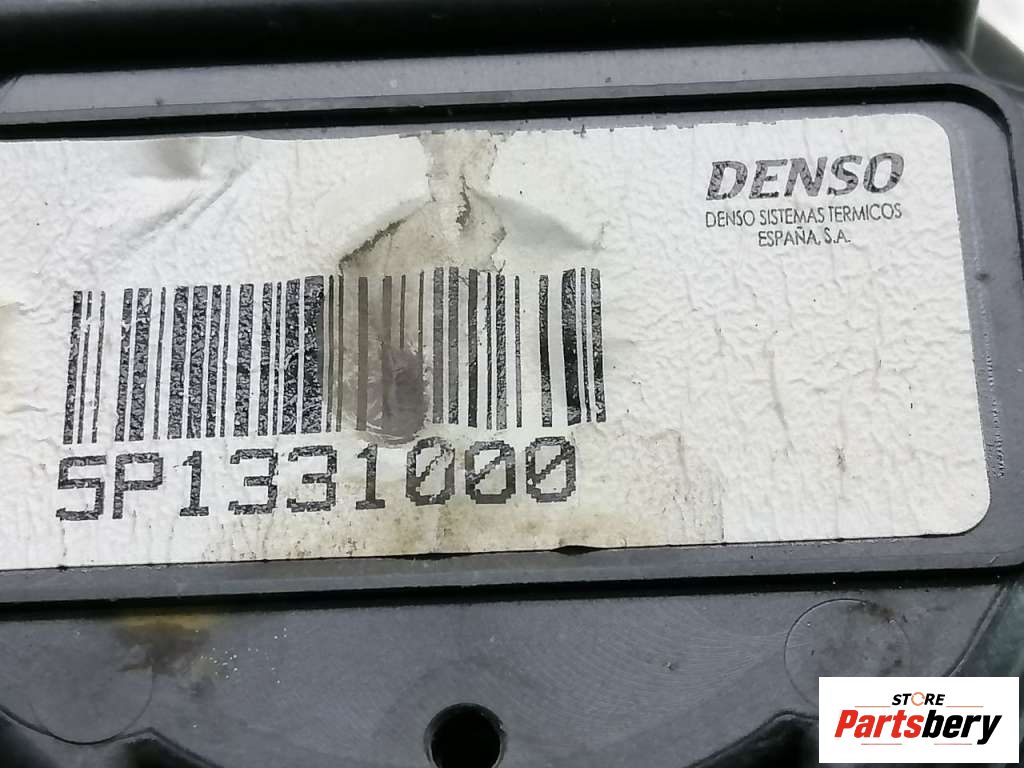 DENSO
DENSO SISTEMAS TERMICOS
ESPAÑA, S.A.
5P1331000
STORE
Partsbery